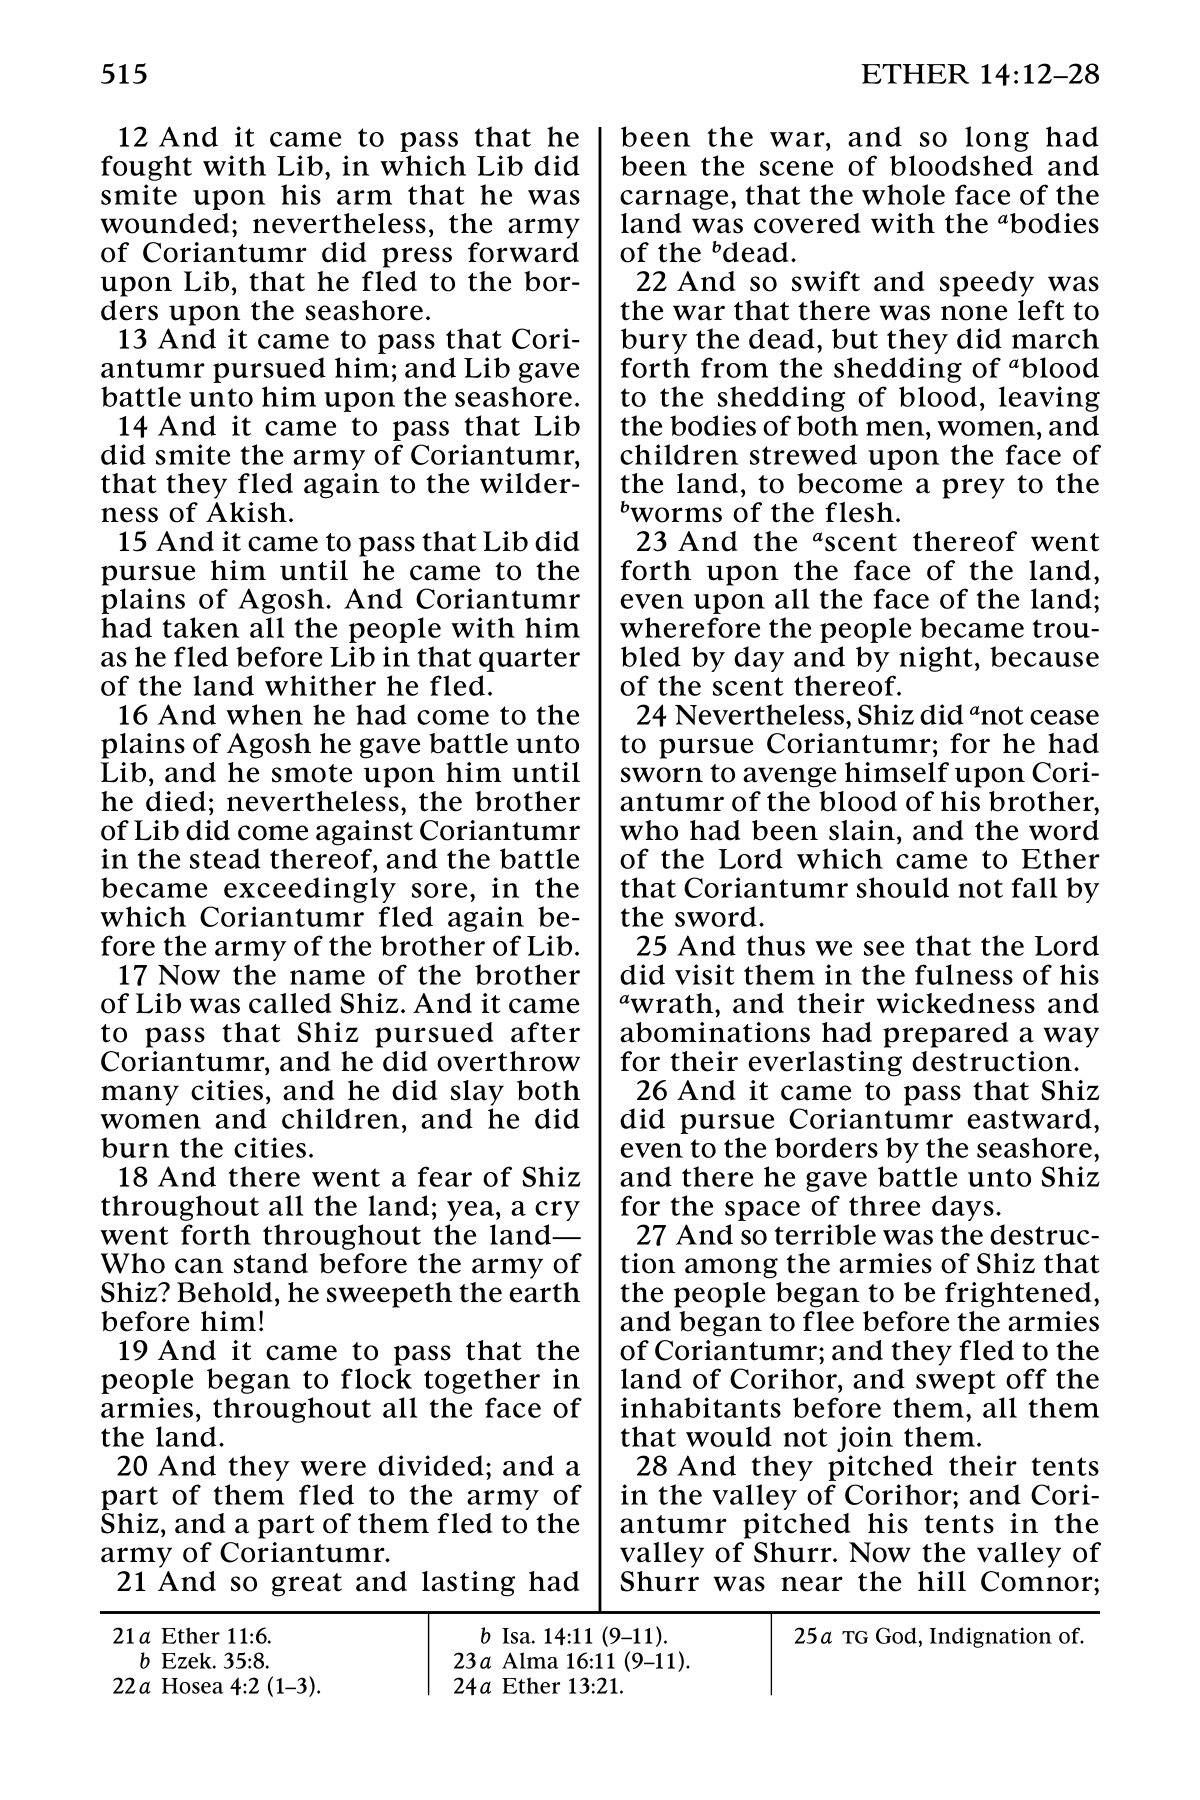 515
ETHER 14:12–28
12 And it came to pass that he
fought with Lib, in which Lib did
smite upon his arm that he was
wounded; nevertheless, the army
of Coriantumr did press forward
upon Lib, that he fled to the bor-
ders upon the seashore.
13 And it came to pass that Cori-
antumr pursued him; and Lib gave
battle unto him upon the seashore.
14 And it came to pass that Lib
did smite the army of Coriantumr,
that they fled again to the wilder-
ness of Akish.
15 And it came to pass that Lib did
pursue him until he came to the
plains of Agosh. And Coriantumr
had taken all the people with him
as he fled before Lib in that quarter
of the land whither he fled.
16 And when he had come to the
plains of Agosh he gave battle unto
Lib, and he smote upon him until
he died; nevertheless, the brother
of Lib did come against Coriantumr
in the stead thereof, and the battle
became exceedingly sore, in the
which Coriantumr fled again be-
fore the army of the brother of Lib.
17 Now the name of the brother
of Lib was called Shiz. And it came
to pass that Shiz pursued after
Coriantumr, and he did overthrow
many cities, and he did slay both
women and children, and he did
burn the cities.
18 And there went a fear of Shiz
throughout all the land; yea, a cry
went forth throughout the land—
Who can stand before the army of
Shiz? Behold, he sweepeth the earth
before him!
19 And it came to pass that the
people began to flock together in
armies, throughout all the face of
the land.
20 And they were divided; and a
part of them fled to the army of
Shiz, and a part of them fled to the
army of Coriantumr.
21 And so great and lasting had
been the war, and so long had
been the scene of bloodshed and
carnage, that the whole face of the
land was covered with the abodies
of the bdead.
22 And so swift and speedy was
the war that there was none left to
bury the dead, but they did march
forth from the shedding of ablood
to the shedding of blood, leaving
the bodies of both men, women, and
children strewed upon the face of
the land, to become a prey to the
bworms of the flesh.
23 And the ascent thereof went
forth upon the face of the land,
even upon all the face of the land;
wherefore the people became trou-
bled by day and by night, because
of the scent thereof.
24 Nevertheless, Shiz did anot cease
to pursue Coriantumr; for he had
sworn to avenge himself upon Cori-
antumr of the blood of his brother,
who had been slain, and the word
of the Lord which came to Ether
that Coriantumr should not fall by
the sword.
25 And thus we see that the Lord
did visit them in the fulness of his
awrath, and their wickedness and
abominations had prepared a way
for their everlasting destruction.
26 And it came to pass that Shiz
did pursue Coriantumr eastward,
even to the borders by the seashore,
and there he gave battle unto Shiz
for the space of three days.
27 And so terrible was the destruc-
tion among the armies of Shiz that
the people began to be frightened,
and began to flee before the armies
of Coriantumr; and they fled to the
land of Corihor, and swept off the
inhabitants before them, all them
that would not join them.
28 And they pitched their tents
in the valley of Corihor; and Cori-
antumr pitched his tents in the
valley of Shurr. Now the valley of
Shurr was near the hill Comnor;
21a Ether 11:6.
b Ezek. 35:8.
22a Hosea 4:2 (1–3).
b Isa. 14:11 (9–11).
23a Alma 16:11 (9–11).
24a Ether 13:21.
25a TG God, Indignation of.